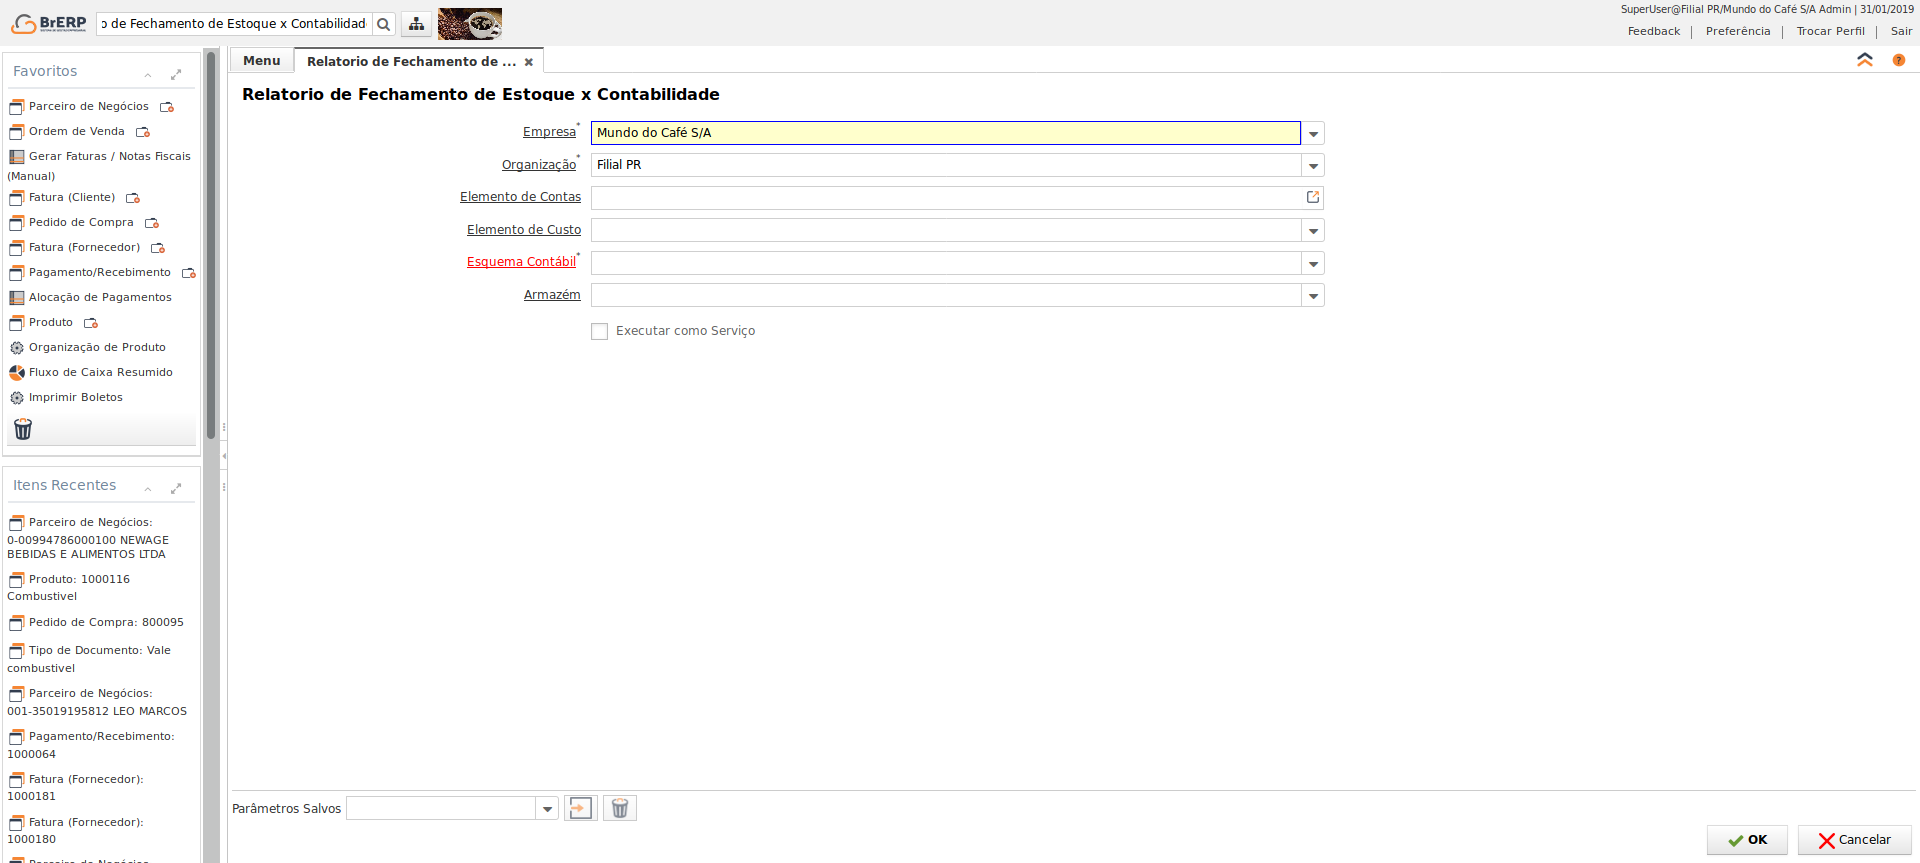 BrERP
o de Fechamento de Estoque x Contabilidad
SuperUser@Filial PR/Mundo do Café S/A Admin | 31/01/2019
Feedback | Preferência | Trocar Perfil | Sair
Favoritos
Parceiro de Negócios
Ordem de Venda
Gerar Faturas / Notas Fiscais
(Manual)
Fatura (Cliente)
Pedido de Compra
Fatura (Fornecedor)
Pagamento/Recebimento
Alocação de Pagamentos
Produto
Organização de Produto
Fluxo de Caixa Resumido
Imprimir Boletos
Itens Recentes
Parceiro de Negócios:
0-00994786000100 NEWAGE
BEBIDAS E ALIMENTOS LTDA
Produto: 1000116
Combustivel
Pedido de Compra: 800095
Tipo de Documento: Vale
combustivel
Parceiro de Negócios:
001-35019195812 LEO MARCOS
Pagamento/Recebimento:
1000064
Fatura (Fornecedor):
1000181
Fatura (Fornecedor):
1000180
Parceiro de Negócios
Menu
Relatorio de Fechamento de ...
Relatorio de Fechamento de Estoque x Contabilidade
Empresa* Mundo do Café S/A
Organização* Filial PR
Elemento de Contas
Elemento de Custo
Esquema Contábil*
Armazém
Executar como Serviço
Parâmetros Salvos
OK
Cancelar